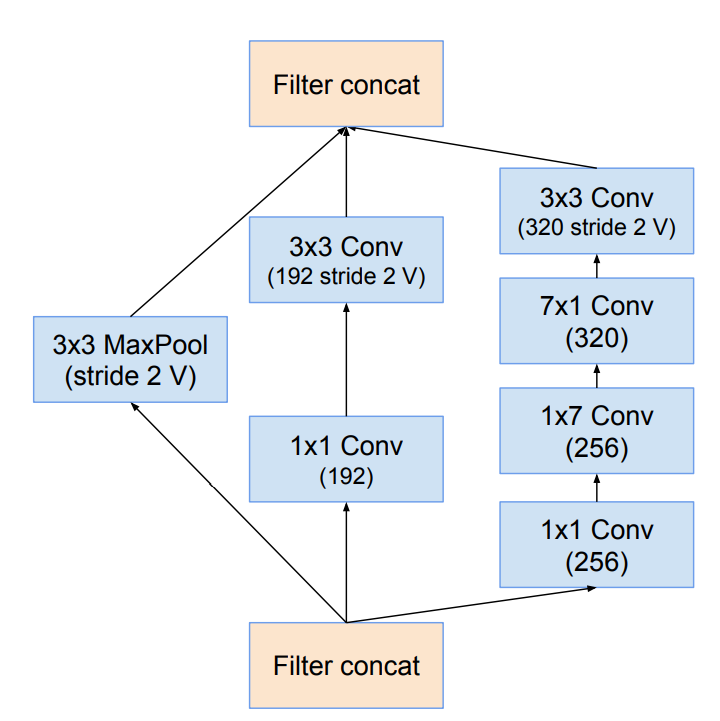 Filter concat
3x3 Conv
(320 stride 2 V)
3x3 Conv
(192 stride 2 V)
7x1 Conv
(320)
3x3 MaxPool
(stride 2 V)
1x7 Conv
(256)
1x1 Conv
(192)
1x1 Conv
(256)
Filter concat